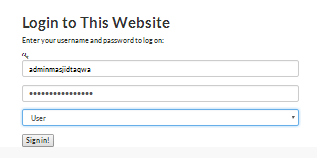 Login to This Website
Enter your username and password to log on:
adminmasjidtaqwa
••••••••••••••••
User
Sign in!